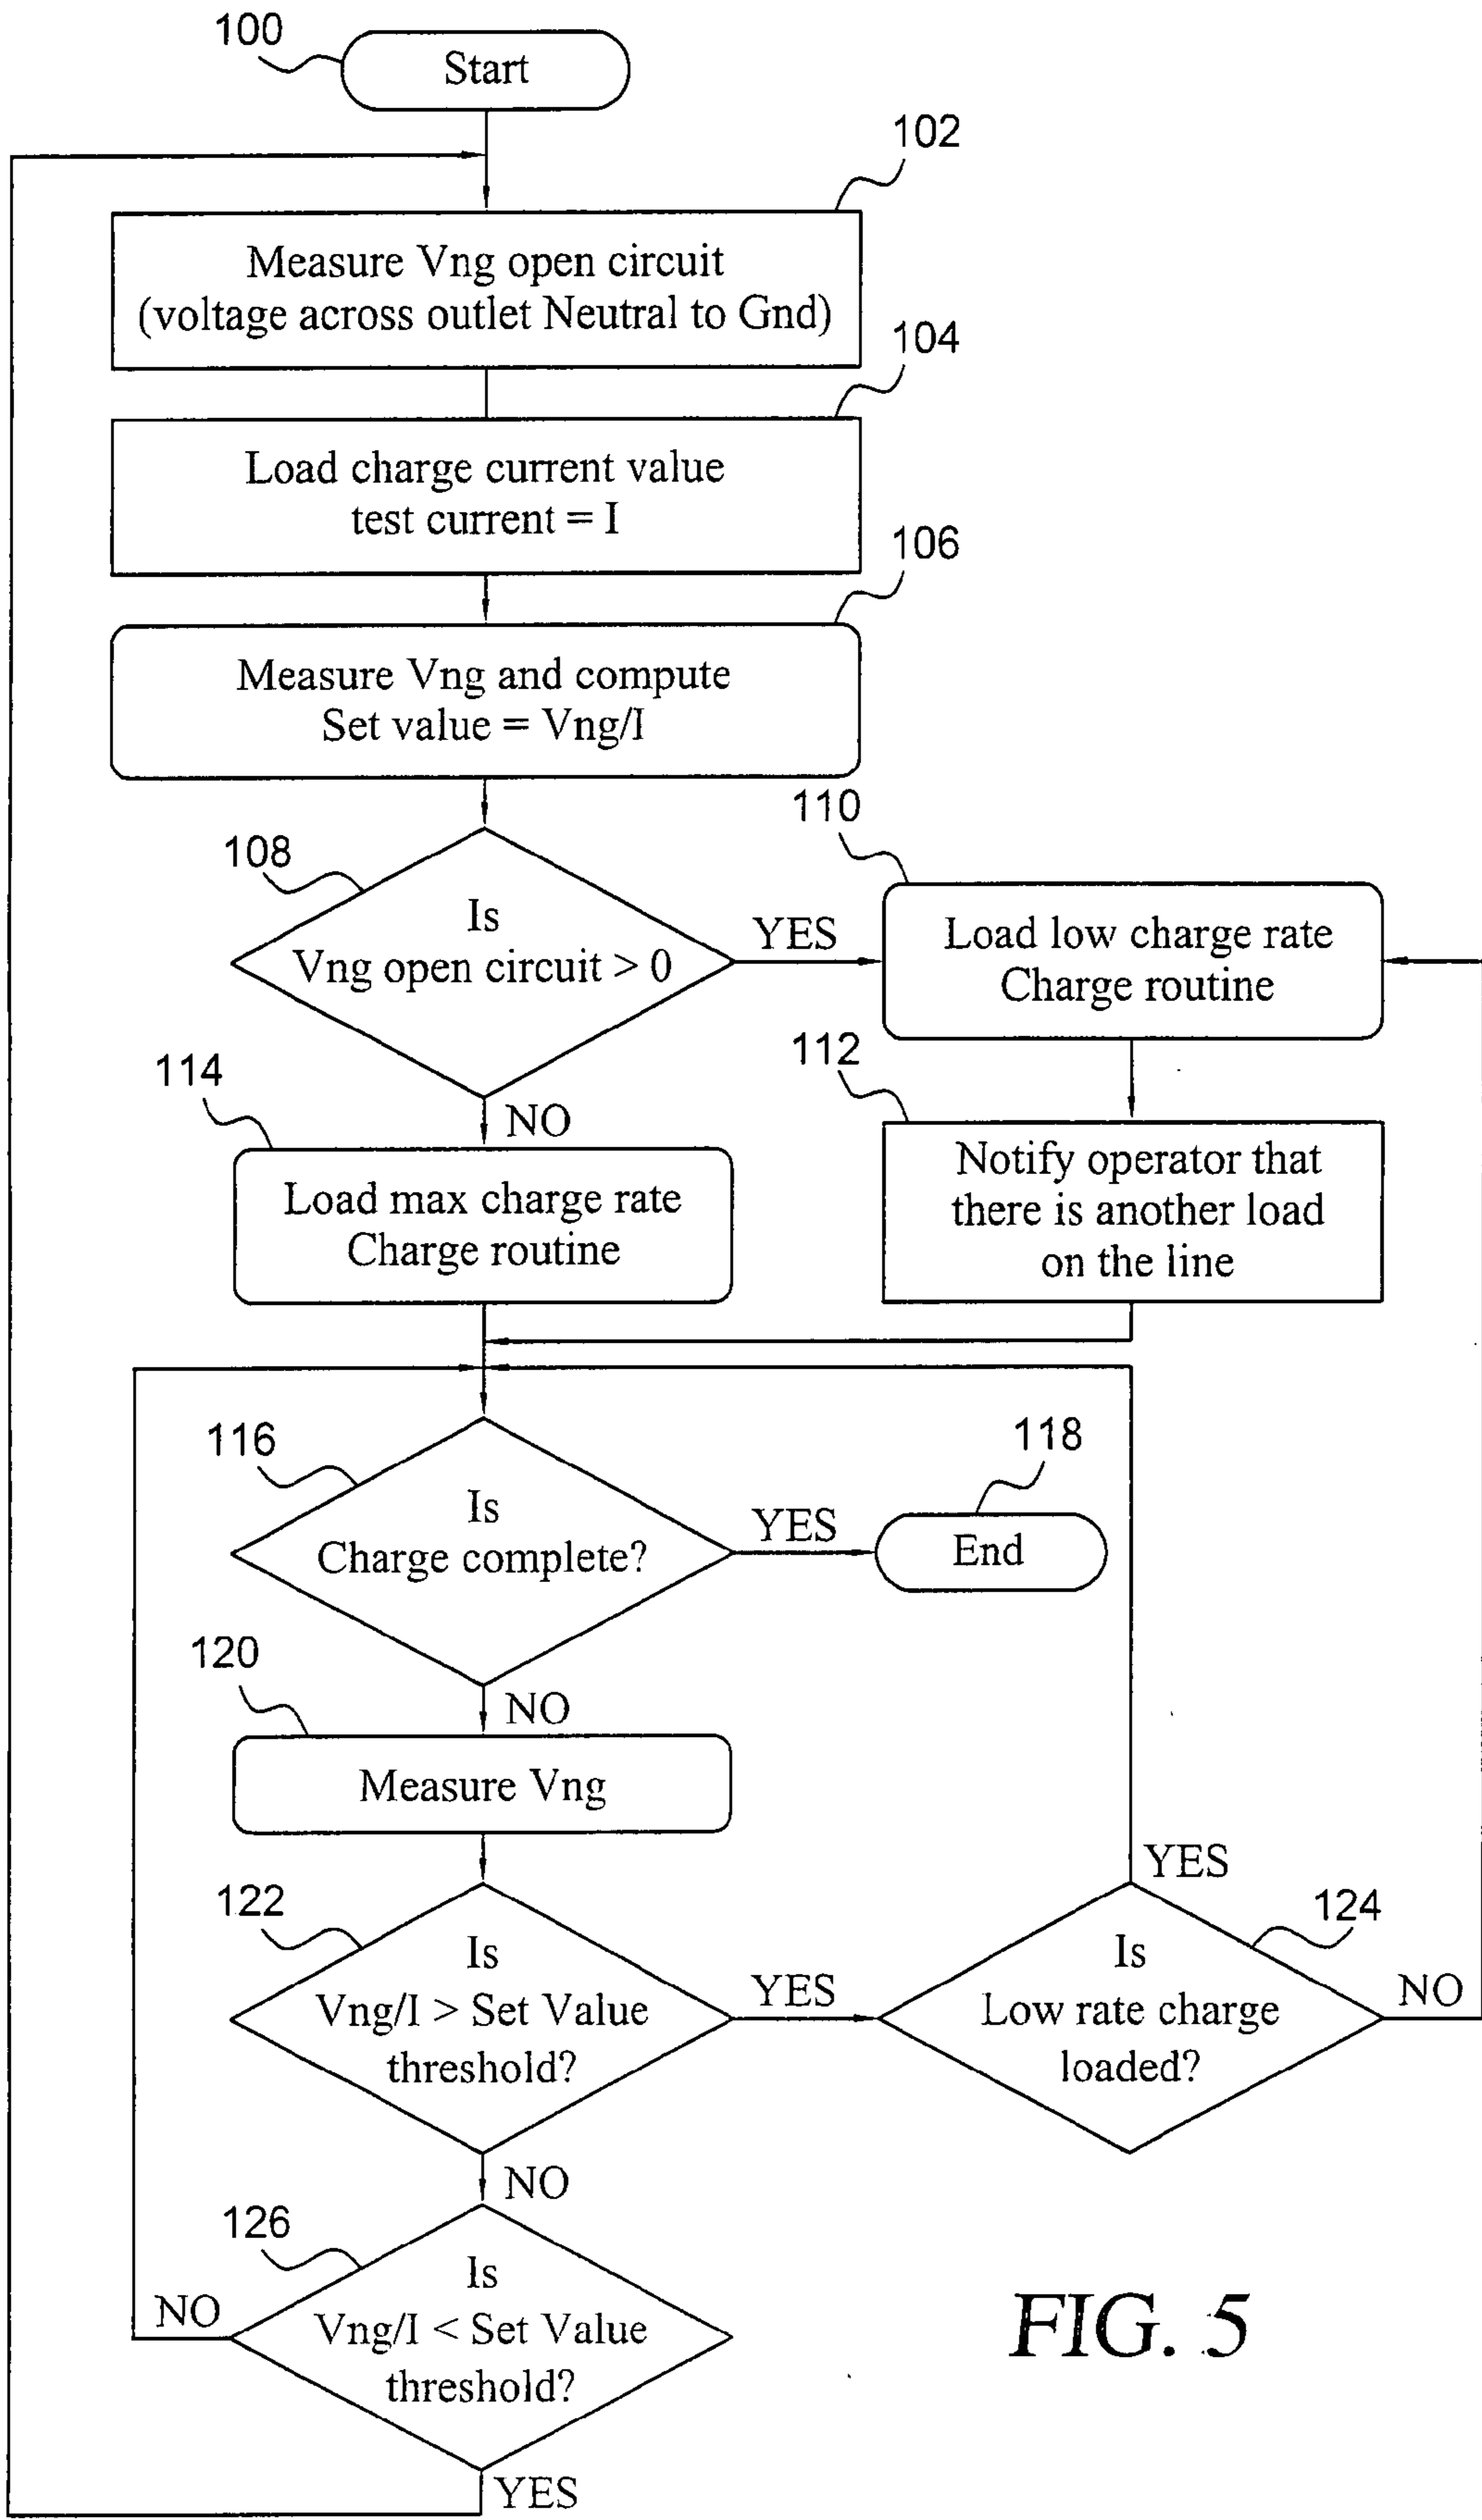 100
Start
102
Measure Vng open circuit
(voltage across outlet Neutral to Gnd)
104
Load charge current value
test current = I
106
Measure Vng and compute
Set value = Vng/I
108
Is
Vng open circuit > 0
YES
110
Load low charge rate
Charge routine
NO
112
Notify operator that
there is another load
on the line
114
Load max charge rate
Charge routine
116
Is
Charge complete?
YES
118
End
NO
120
Measure Vng
122
Is
Vng/I > Set Value
threshold?
YES
YES
124
Is
Low rate charge
loaded?
NO
NO
126
Is
Vng/I < Set Value
threshold?
NO
YES
FIG. 5